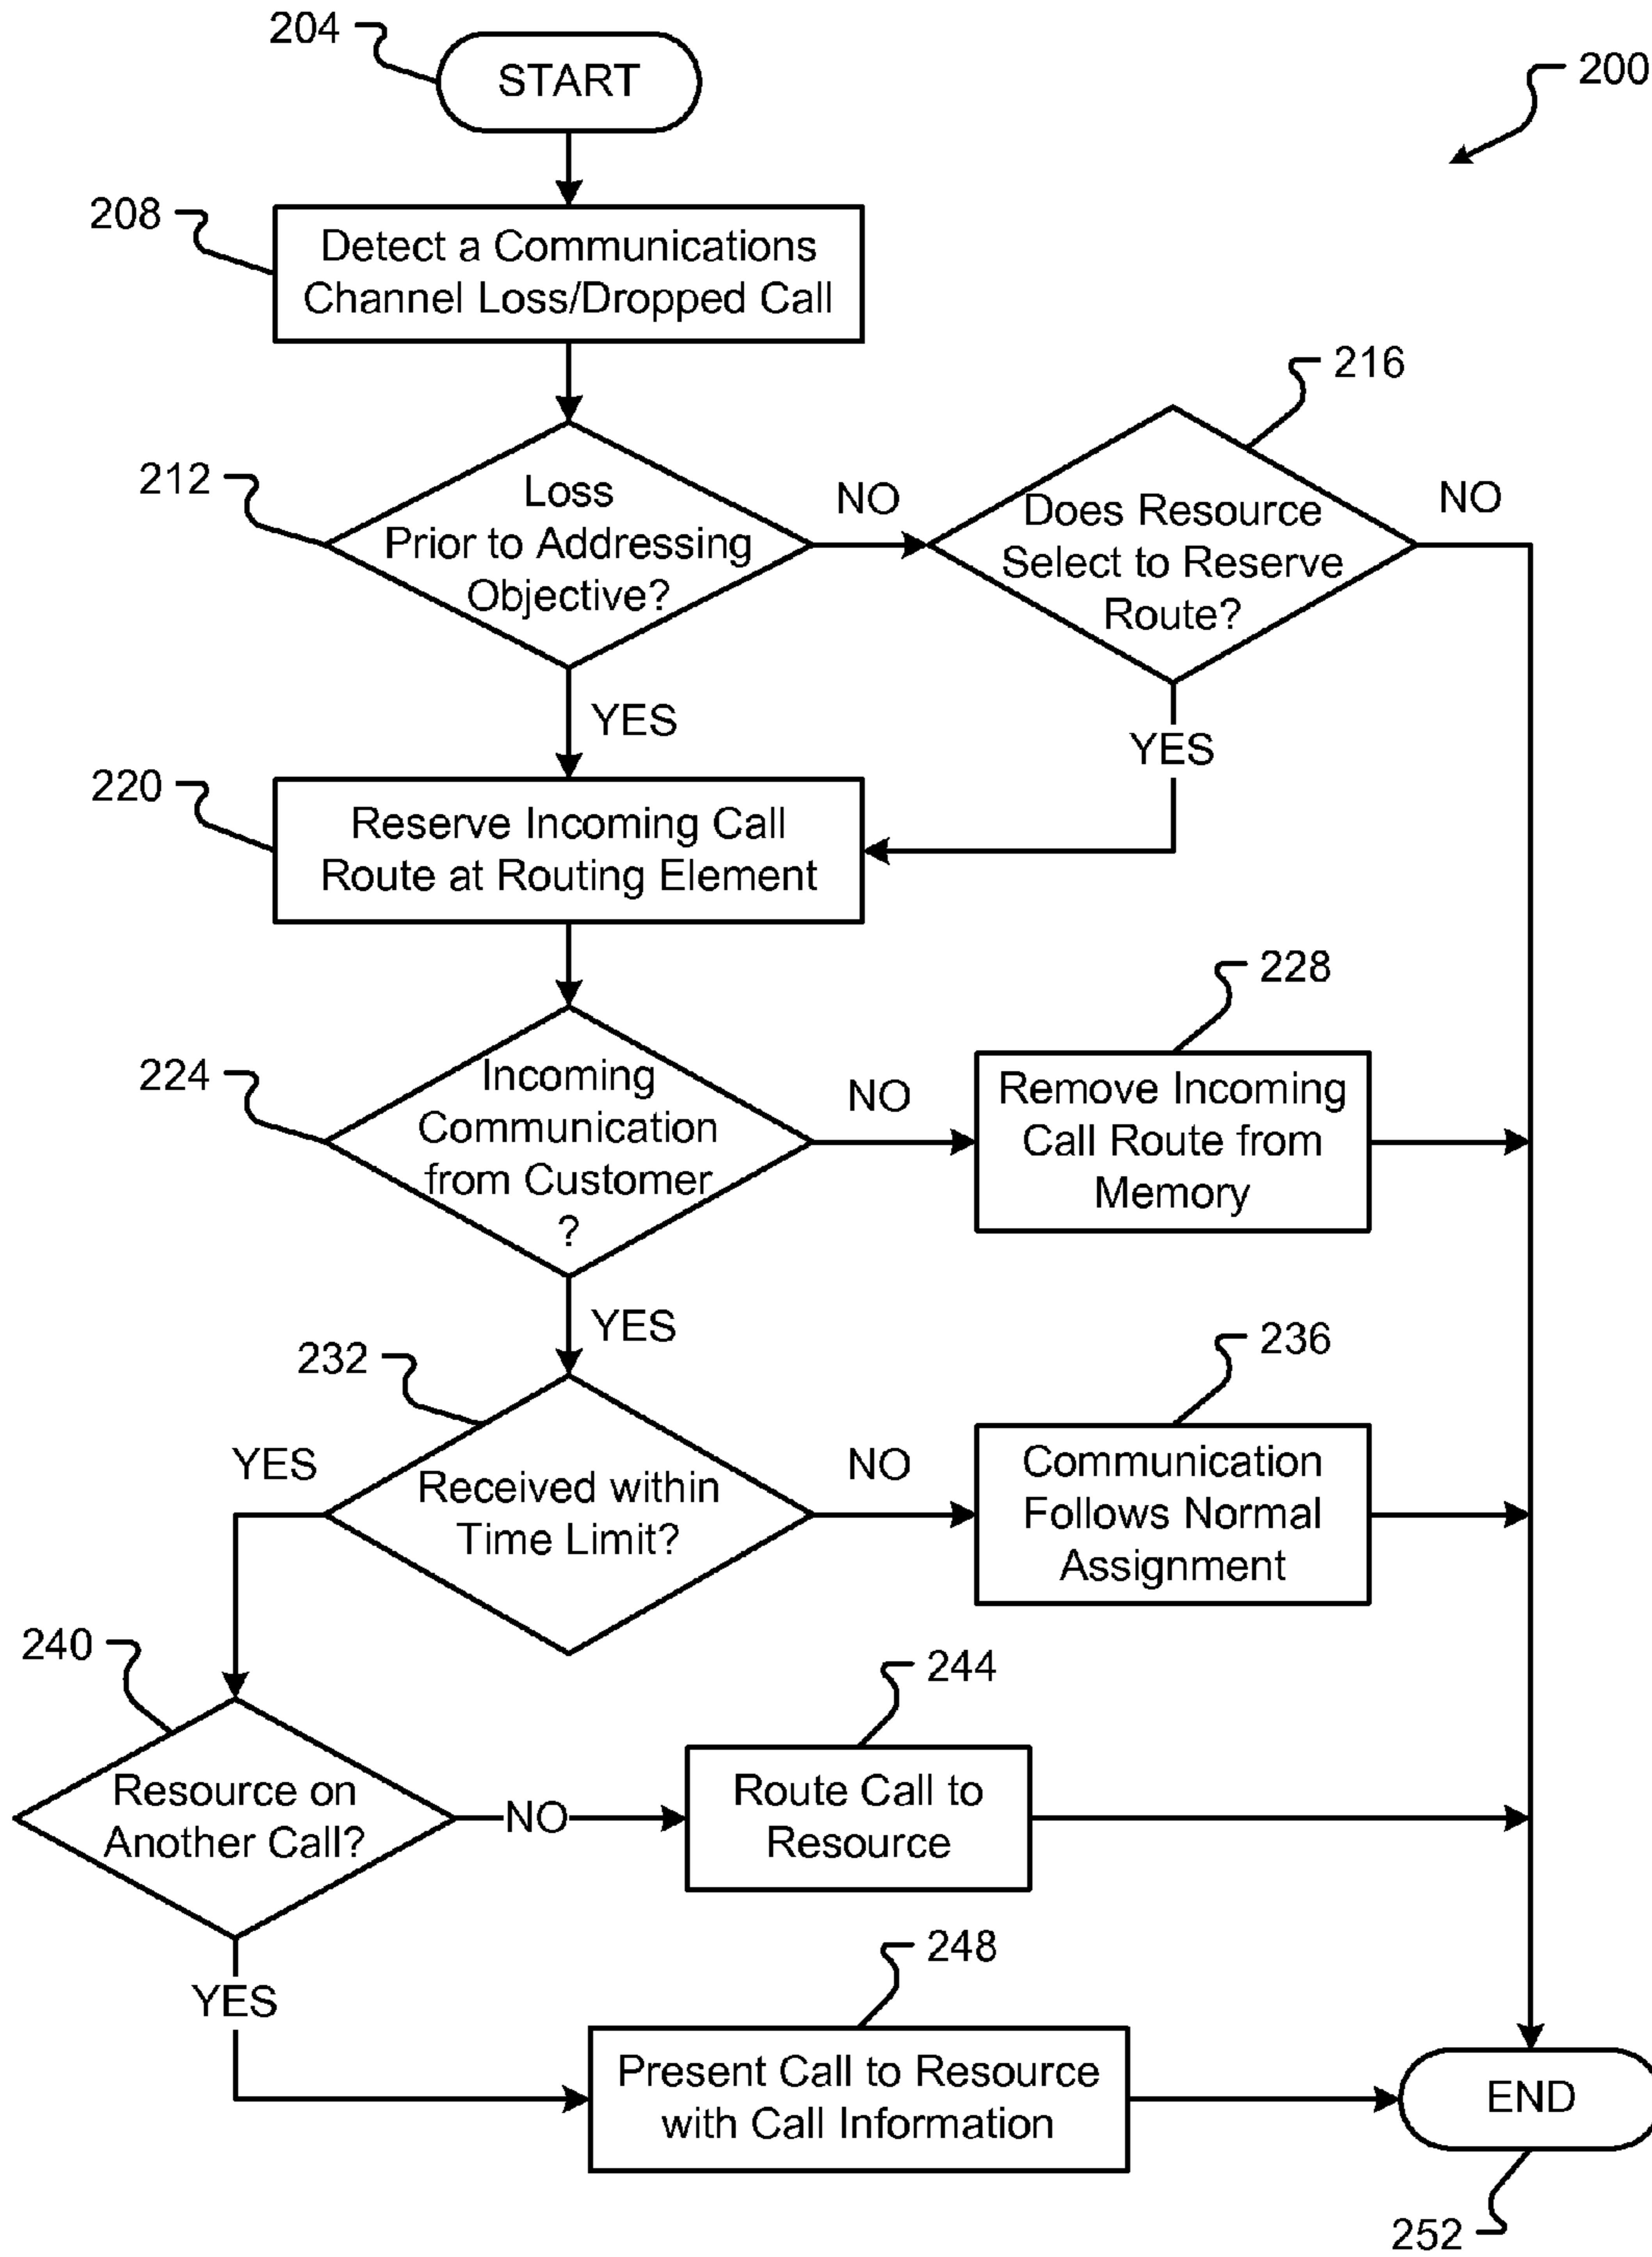 204
START
200
208
Detect a Communications
Channel Loss/Dropped Call
216
212
Loss
Prior to Addressing
Objective?
NO
Does Resource
Select to Reserve
Route?
NO
YES
YES
220
Reserve Incoming Call
Route at Routing Element
228
224
Incoming
Communication
from Customer
?
NO
Remove Incoming
Call Route from
Memory
YES
232
236
YES
Received within
Time Limit?
NO
Communication
Follows Normal
Assignment
240
244
Resource on
Another Call?
NO
Route Call to
Resource
248
YES
Present Call to Resource
with Call Information
END
252